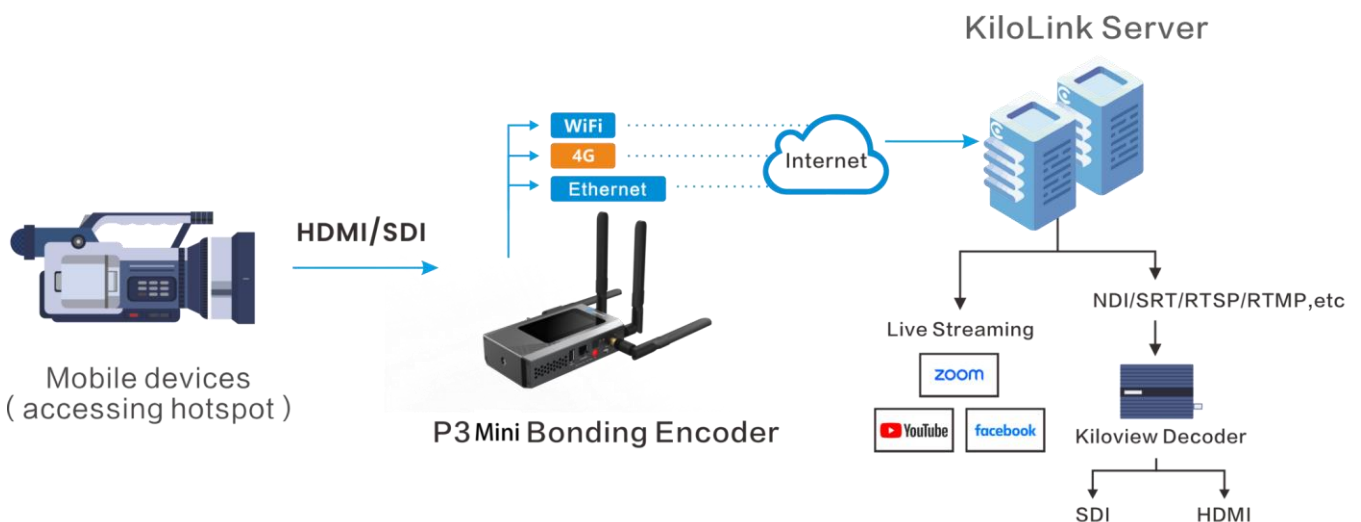 KiloLink Server
WiFi
4G
Ethernet
Internet
HDMI/SDI
Mobile devices
( accessing hotspot )
P3 Mini Bonding Encoder
NDI/SRT/RTSP/RTMP,etc
Live Streaming
zoom
YouTube
facebook
Kiloview Decoder
SDI
HDMI